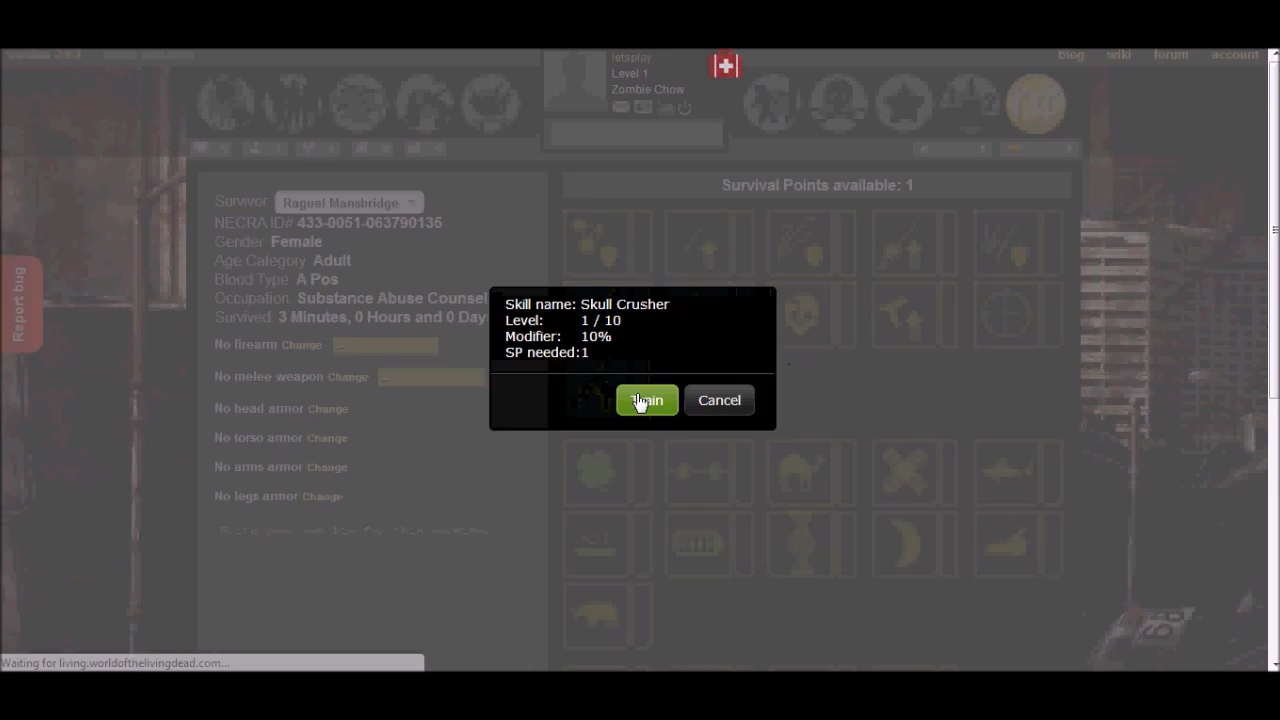 blog wiki forum account
letsplay
Level 1
Zombie Chow
Survivor Raguel Mansbridge
NECRA ID# 433-0051-063790135
Gender Female
Age Category Adult
Blood Type A Pos
Occupation: Substance Abuse Counsel
Survived: 3 Minutes, 0 Hours and 0 Day
No firearm Change
No melee weapon Change
No head armor Change
No torso armor Change
No arms armor Change
No legs armor Change
Survival Points available: 1
Report bug
Skill name: Skull Crusher
Level: 1 / 10
Modifier: 10%
SP needed:1
Cancel
Waiting for living.worldofthelivingdead.com...